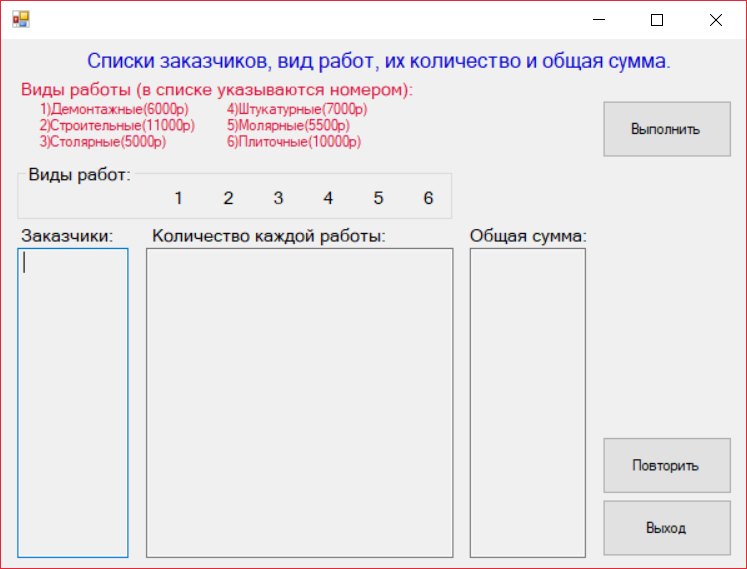 Списки заказчиков, вид работ, их количество и общая сумма.
Виды работы (в списке указываются номером):
1)Демонтажные(6000р) 4)Штукатурные(7000р)
2)Строительные(11000р) 5)Молярные(5500р)
3)Столярные(5000р) 6)Плиточные(10000р)
Выполнить
Виды работ:
1 2 3 4 5 6
Заказчики: Количество каждой работы: Общая сумма:
Повторить
Выход